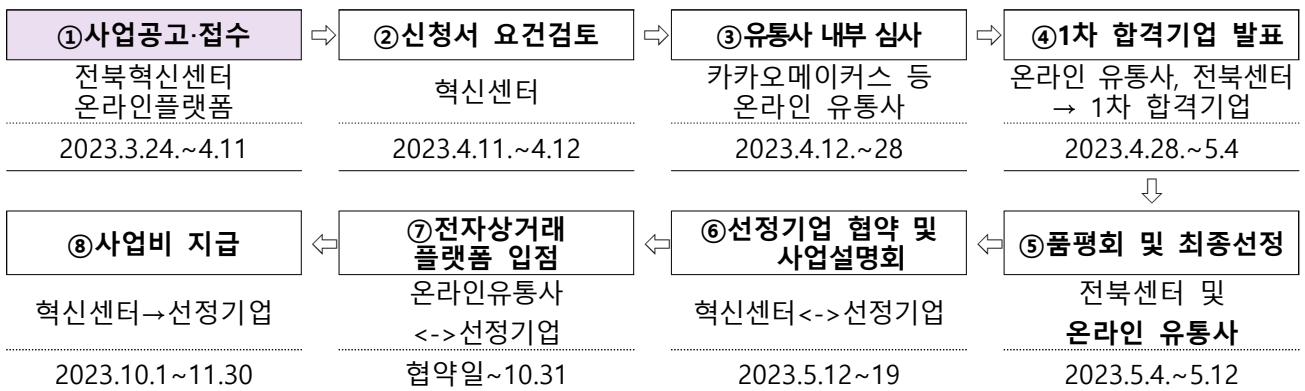 ①사업공고·접수 ⇨ ②신청서 요건검토 ⇨ ③유통사 내부 심사 ⇨ ④1차 합격기업 발표
전북혁신센터
온라인플랫폼
혁신센터
카카오메이커스 등
온라인 유통사
온라인 유통사, 전북센터
→ 1차 합격기업
2023.3.24.~4.11
2023.4.11.~4.12
2023.4.12.~28
2023.4.28.~5.4
⇩
⑤품평회 및 최종선정
전북센터 및
온라인 유통사
2023.5.4.~5.12
⇦
⑥선정기업 협약 및
사업설명회
혁신센터<->선정기업
2023.5.12~19
⇦
⑦전자상거래
플랫폼 입점
온라인유통사
<->선정기업
협약일~10.31
⇦
⑧사업비 지급
혁신센터→선정기업
2023.10.1~11.30